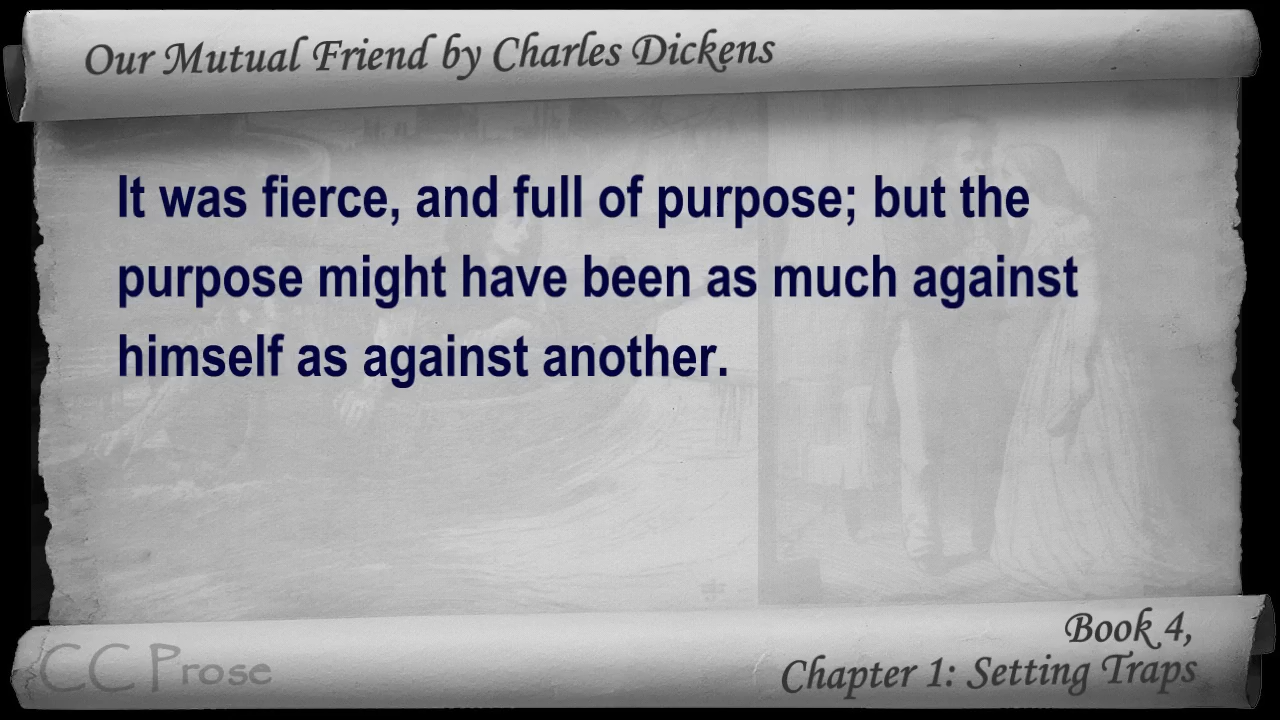 Our Mutual Friend by Charles Dickens
It was fierce, and full of purpose; but the
purpose might have been as much against
himself as against another.
Book 4,
Chapter 1: Setting Traps
CC Prose